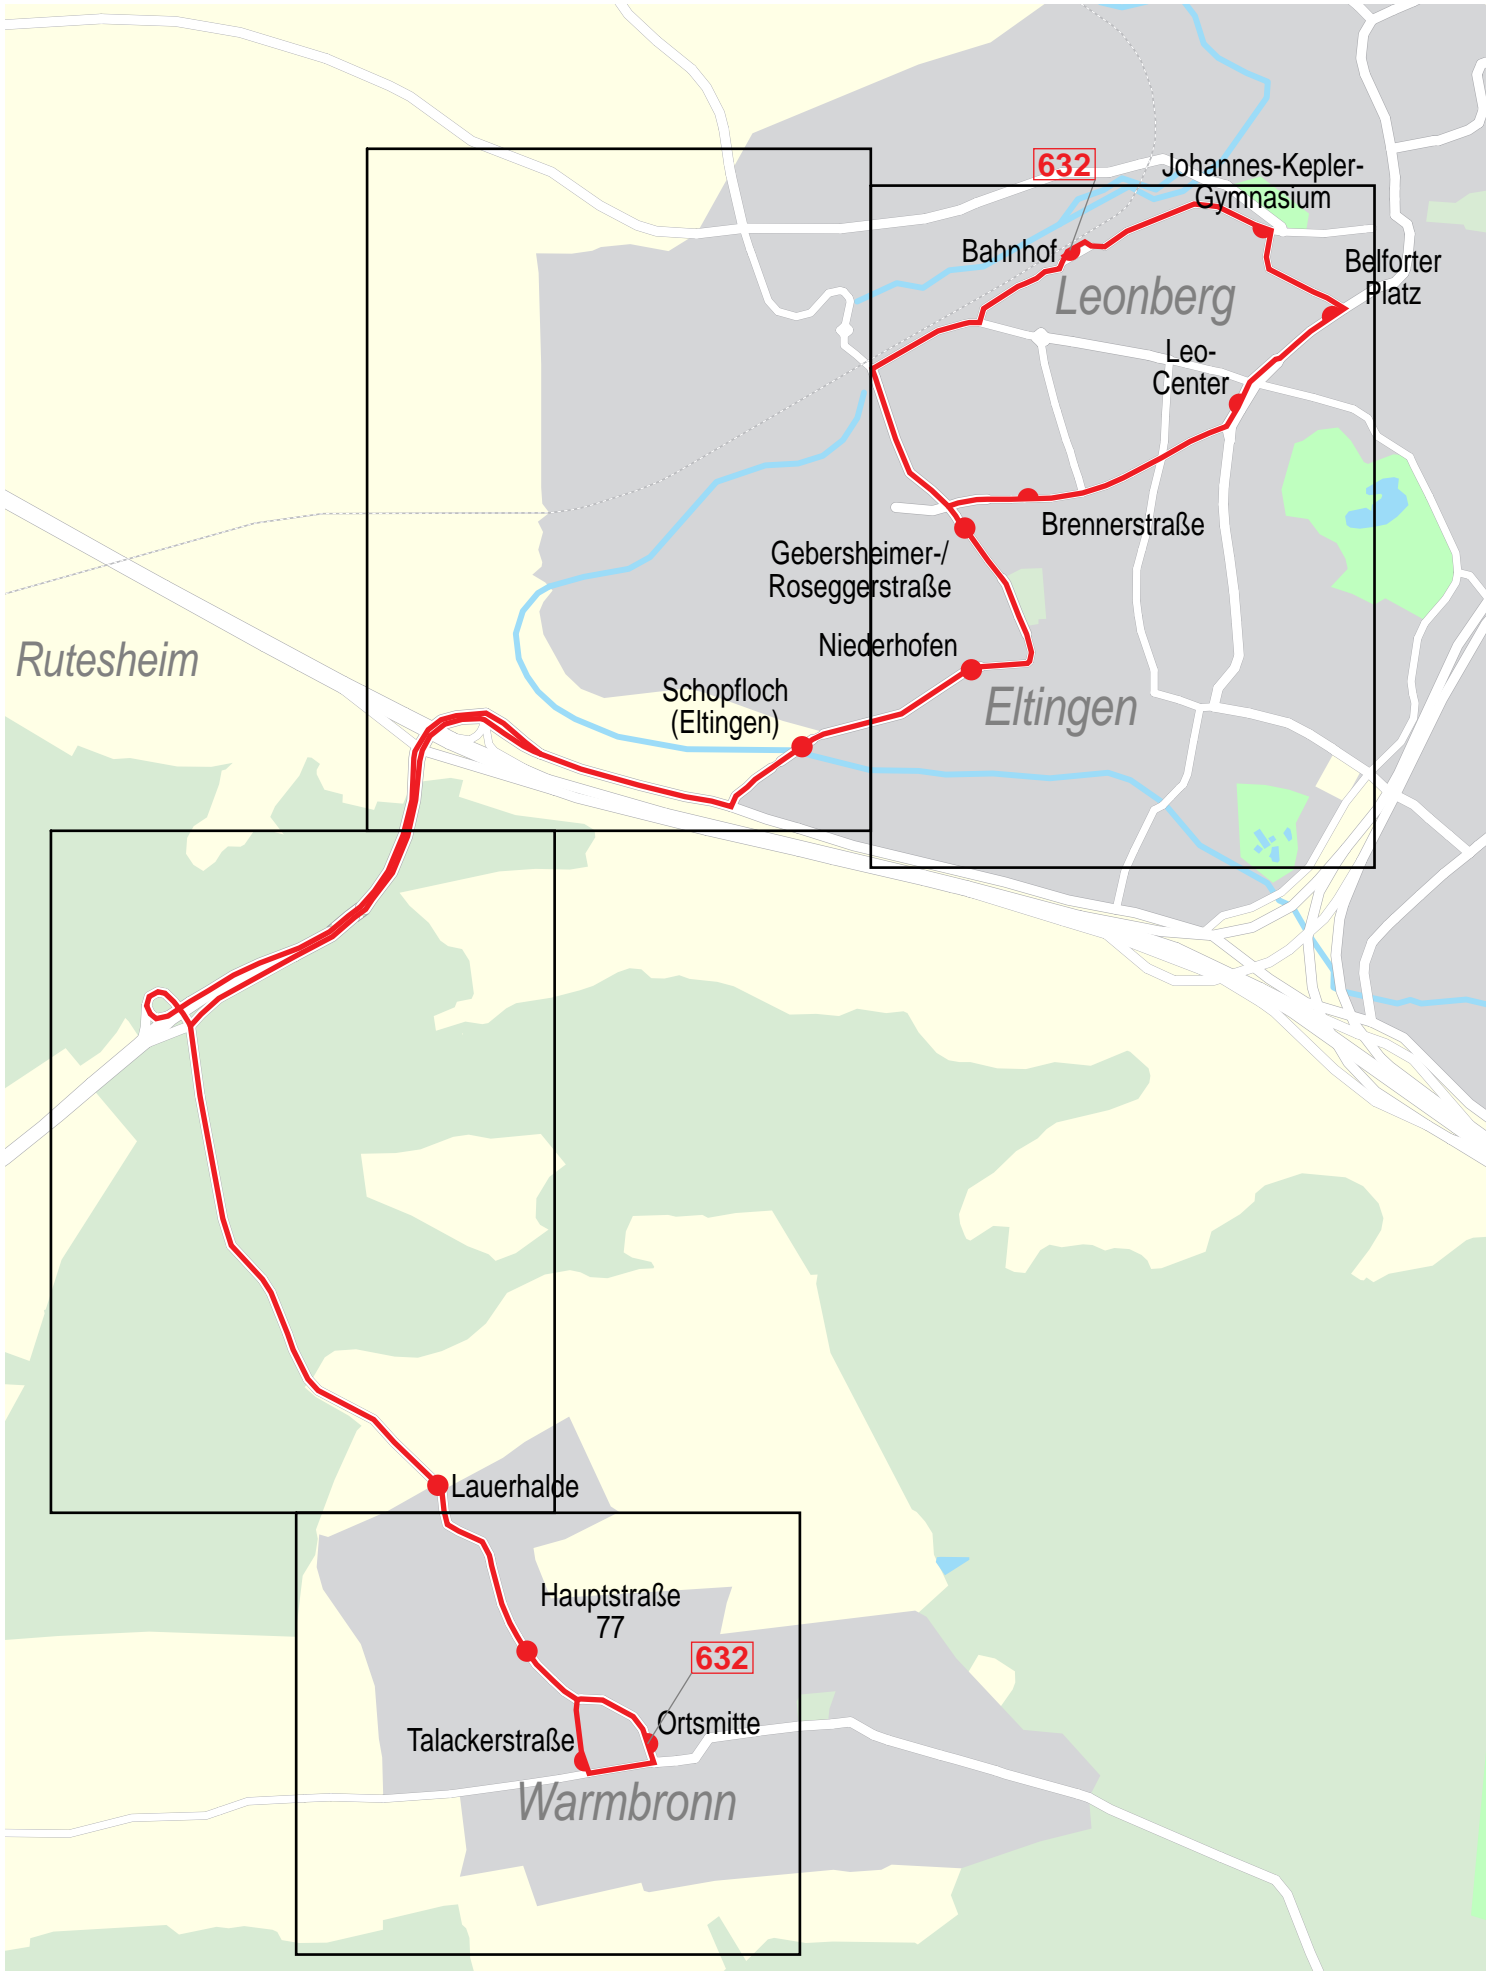 632
Johannes-Kepler-
Gymnasium
Bahnhof
Belforter
Platz
Leonberg
Leo-
Center
Brennerstraße
Gebersheimer-/
Roseggerstraße
Rutesheim
Niederhofen
Schopfloch
(Eltingen)
Eltingen
Lauerhalde
Hauptstraße
77
632
Ortsmitte
Talackerstraße
Warmbronn